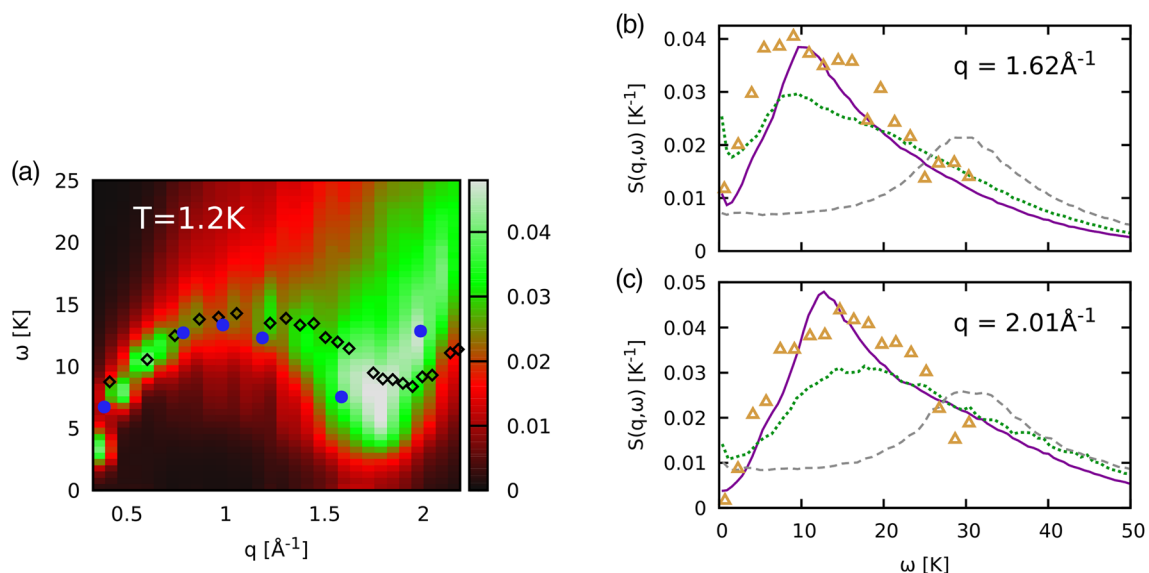 (a)
T=1.2K
25
20
15
10
5
0
ω [K]
0.5
1
1.5
2
q [Å⁻¹]
0.04
0.03
0.02
0.01
0
(b)
q = 1.62Å⁻¹
0.04
0.03
0.02
0.01
0
S(q,ω) [K⁻¹]
(c)
q = 2.01Å⁻¹
0.05
0.04
0.03
0.02
0.01
0
S(q,ω) [K⁻¹]
0
10
20
30
40
50
ω [K]